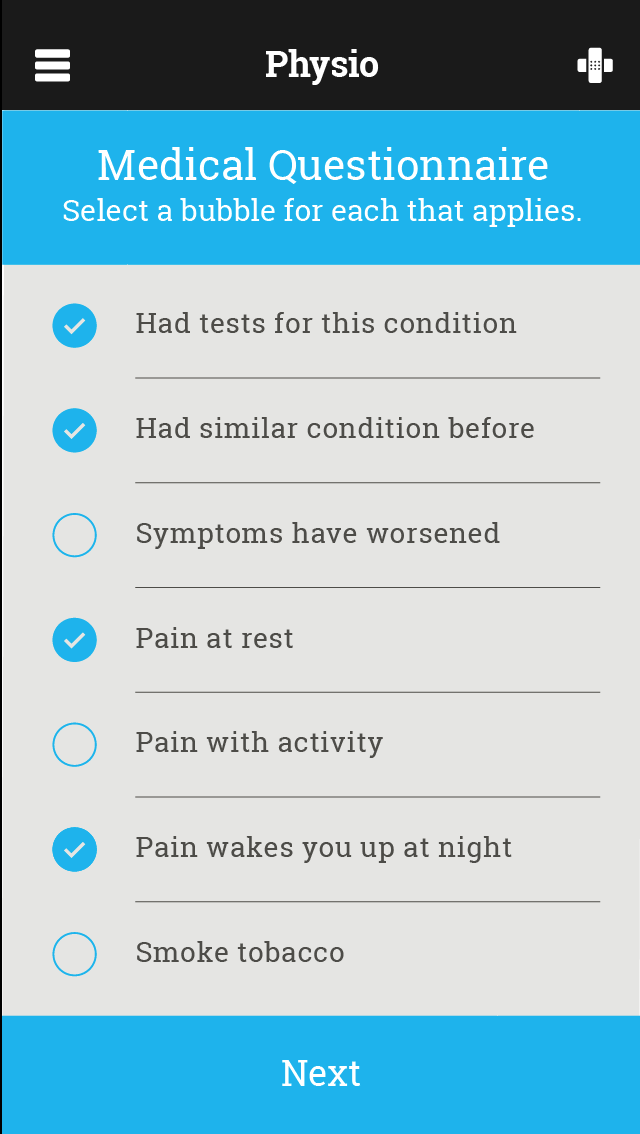 Physio
Medical Questionnaire
Select a bubble for each that applies.
Had tests for this condition
Had similar condition before
Symptoms have worsened
Pain at rest
Pain with activity
Pain wakes you up at night
Smoke tobacco
Next